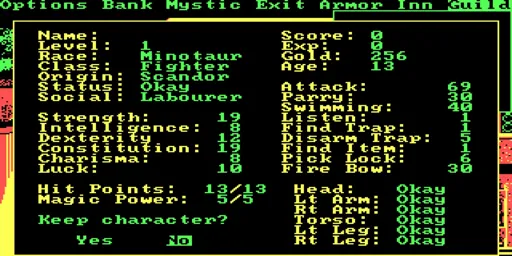 Options Bank Mystic Exit Armor Inn Guild
Name:
Level: 1
Race: Minotaur
Class: Fighter
Origin: Scandor
Status: Okay
Social: Labourer
Strength: 19
Intelligence: 8
Dexterity 12
Constitution: 19
Charisma: 8
Luck: 10
Hit Points: 13/13
Magic Power: 5/5
Keep character?
Yes No
Score: 0
Exp: 0
Gold: 256
Age: 13
Attack: 69
Parry: 30
Swimming: 40
Listen: 1
Find Trap: 1
Disarm Trap: 5
Find Item: 1
Pick Lock: 6
Fire Bow: 30
Head: Okay
Lt Arm: Okay
Rt Arm: Okay
Torso: Okay
Lt Leg: Okay
Rt Leg: Okay